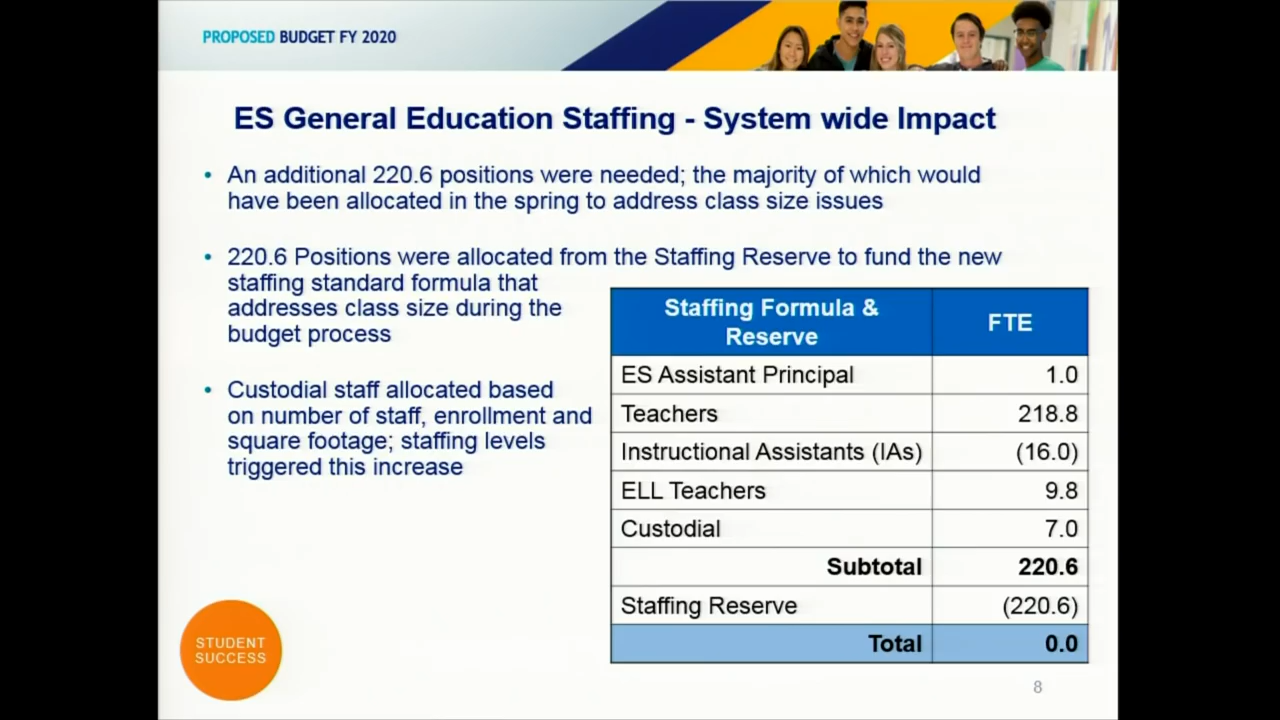 PROPOSED BUDGET FY 2020
ES General Education Staffing - System wide Impact
• An additional 220.6 positions were needed; the majority of which would
have been allocated in the spring to address class size issues
• 220.6 Positions were allocated from the Staffing Reserve to fund the new
staffing standard formula that
addresses class size during the
budget process
• Custodial staff allocated based
on number of staff, enrollment and
square footage; staffing levels
triggered this increase
Staffing Formula &
Reserve
FTE
ES Assistant Principal 1.0
Teachers 218.8
Instructional Assistants (IAs) (16.0)
ELL Teachers 9.8
Custodial 7.0
Subtotal 220.6
Staffing Reserve (220.6)
Total 0.0
STUDENT
SUCCESS
8